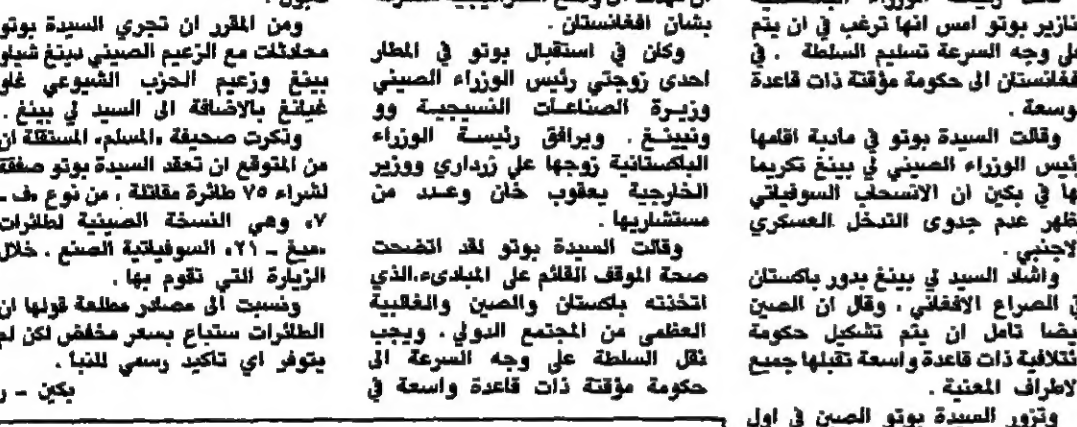 بنازير بوتو امس انها ترغب في ان يتم
على وجه السرعة تسليم السلطة . في
افغانستان الى حكومة مؤقتة ذات قاعدة
موسعة .
وقالت السيدة بوتو في مادبة اقامها
رئيس الوزراء الصيني لي بينغ تكريما
لها في بكين ان الانسحاب السوفياتي
يظهر عدم جدوى التدخل العسكري
الاجنبي .
واشاد السيد لي بينغ بدور باكستان
في الصراع الافغاني ، وقال ان الصين
ايضا تامل ان يتم تشكيل حكومة
ائتلافية ذات قاعدة واسعة تقبلها جميع
الاطراف المعنية .
وتزور السيدة بوتو الصين في اول
بشان افغانستان .
وكان في استقبال بوتو في المطار
احدى زوجتي رئيس الوزراء الصيني
وزيرة الصناعات النسيجية وو
ونيينغ . ويرافق رئيسة الوزراء
الباكستانية زوجها علي زرداري ووزير
الخارجية يعقوب خان وعدد من
مستشاريها .
وقالت السيدة بوتو لقد اتضحت
صحة الموقف القائم على المبادىء،الذي
اتخذته باكستان والصين والغالبية
العظمى من المجتمع الدولي . ويجب
نقل السلطة على وجه السرعة الى
حكومة مؤقتة ذات قاعدة واسعة في
ومن المقرر ان تجري السيدة بوتو
محادثات مع الزعيم الصيني دينغ شياو
بينغ وزعيم الحزب الشيوعي غاو
غيانغ بالاضافة الى السيد لي بينغ .
وذكرت صحيفة «المسلم» المستقلة ان
من المتوقع ان تعقد السيدة بوتو صفقة
لشراء ٧٥ طائرة مقاتلة ، من نوع «ف ـ
٧» وهي النسخة الصينية لطائرات
«ميغ ـ ٢١» السوفياتية الصنع . خلال
الزيارة التي تقوم بها .
ونسبت الى مصادر مطلعة قولها ان
الطائرات ستباع بسعر مخفض لكن لم
يتوفر اي تاكيد رسمي للنبا .
بكين ـ ر